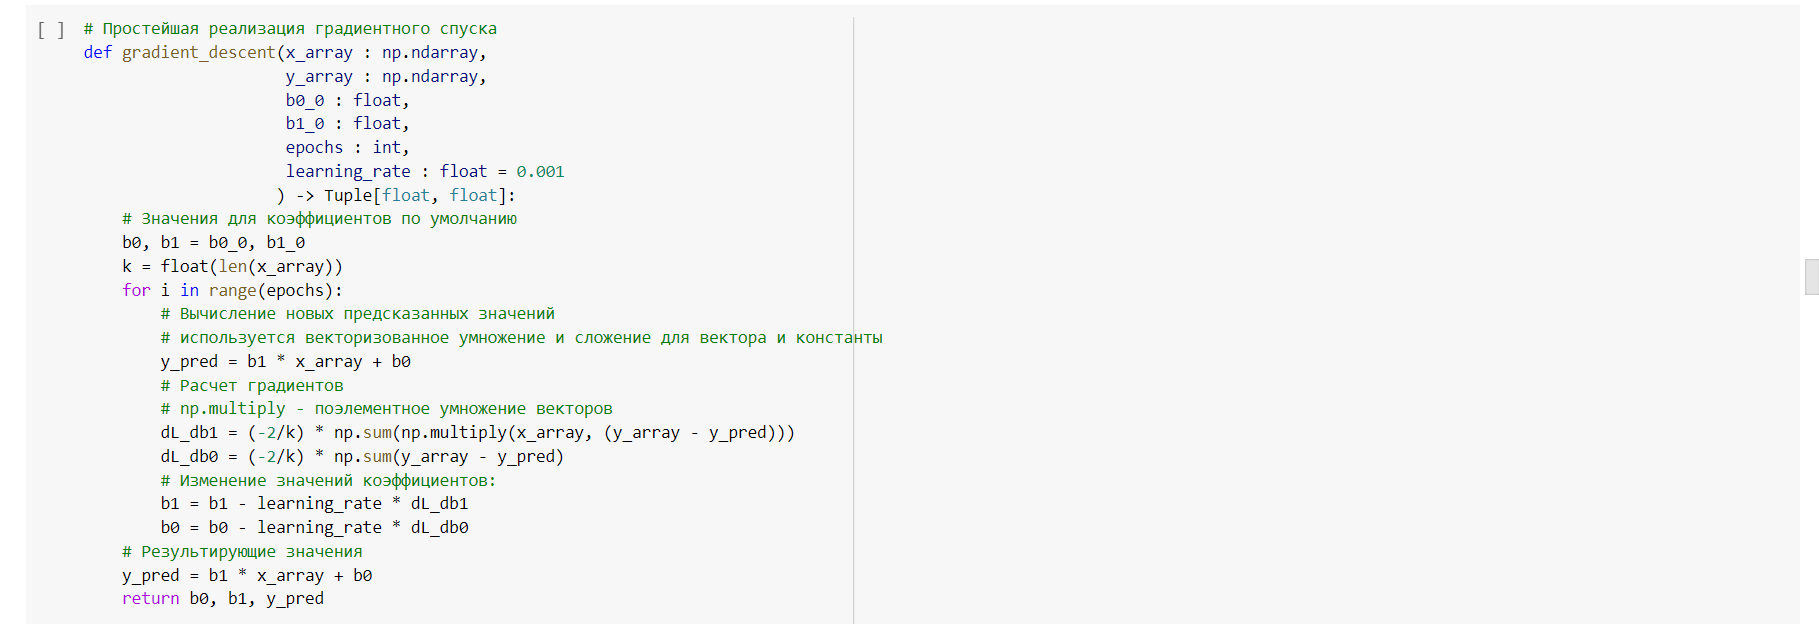 [ ] # Простейшая реализация градиентного спуска
def gradient_descent(x_array : np.ndarray,
                     y_array : np.ndarray,
                     b0_0 : float,
                     b1_0 : float,
                     epochs : int,
                     learning_rate : float = 0.001
                    ) -> Tuple[float, float]:
    # Значения для коэффициентов по умолчанию
    b0, b1 = b0_0, b1_0
    k = float(len(x_array))
    for i in range(epochs):
        # Вычисление новых предсказанных значений
        # используется векторизованное умножение и сложение для вектора и константы
        y_pred = b1 * x_array + b0
        # Расчет градиентов
        # np.multiply - поэлементное умножение векторов
        dL_db1 = (-2/k) * np.sum(np.multiply(x_array, (y_array - y_pred)))
        dL_db0 = (-2/k) * np.sum(y_array - y_pred)
        # Изменение значений коэффициентов:
        b1 = b1 - learning_rate * dL_db1
        b0 = b0 - learning_rate * dL_db0
    # Результирующие значения
    y_pred = b1 * x_array + b0
    return b0, b1, y_pred